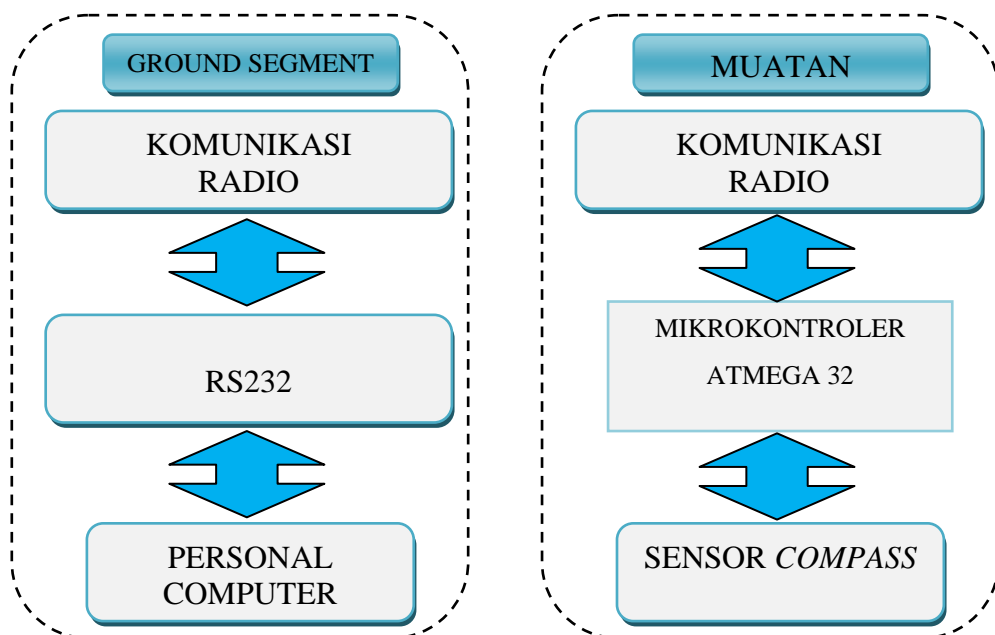 GROUND SEGMENT
KOMUNIKASI
RADIO
RS232
PERSONAL
COMPUTER
MUATAN
KOMUNIKASI
RADIO
MIKROKONTROLER
ATMEGA 32
SENSOR COMPASS